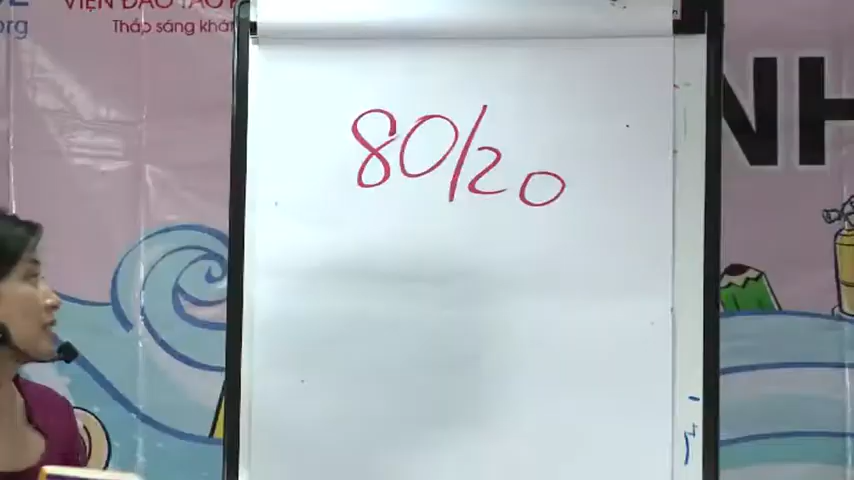 VIỆN ĐÀO TẠO
org
Thắp sáng khát
80/20
NH